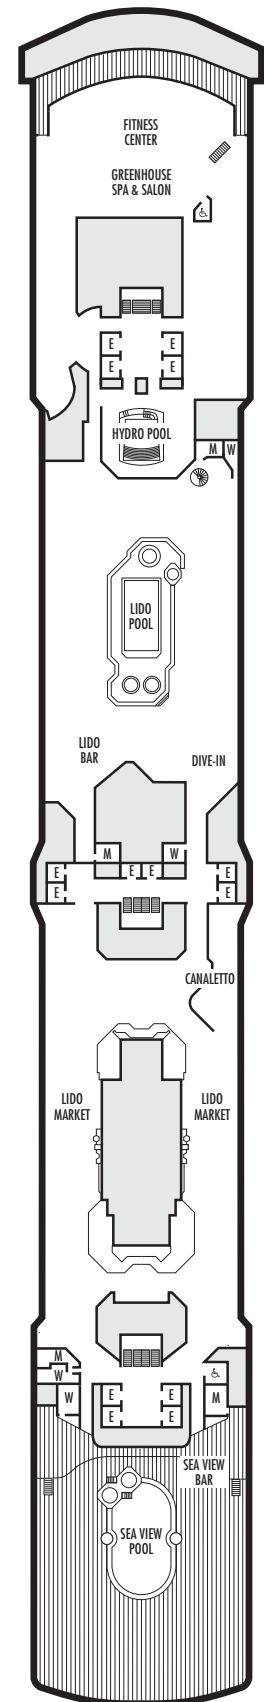 FITNESS
CENTER
GREENHOUSE
SPA & SALON
E
E
E
E
HYDRO POOL
M W
LIDO
POOL
LIDO
BAR
DIVE-IN
M
W
E E
E
E
E
E
CANALETTO
LIDO
MARKET
LIDO
MARKET
M
W
W
M
E
E
E
E
SEA VIEW
BAR
SEA VIEW
POOL